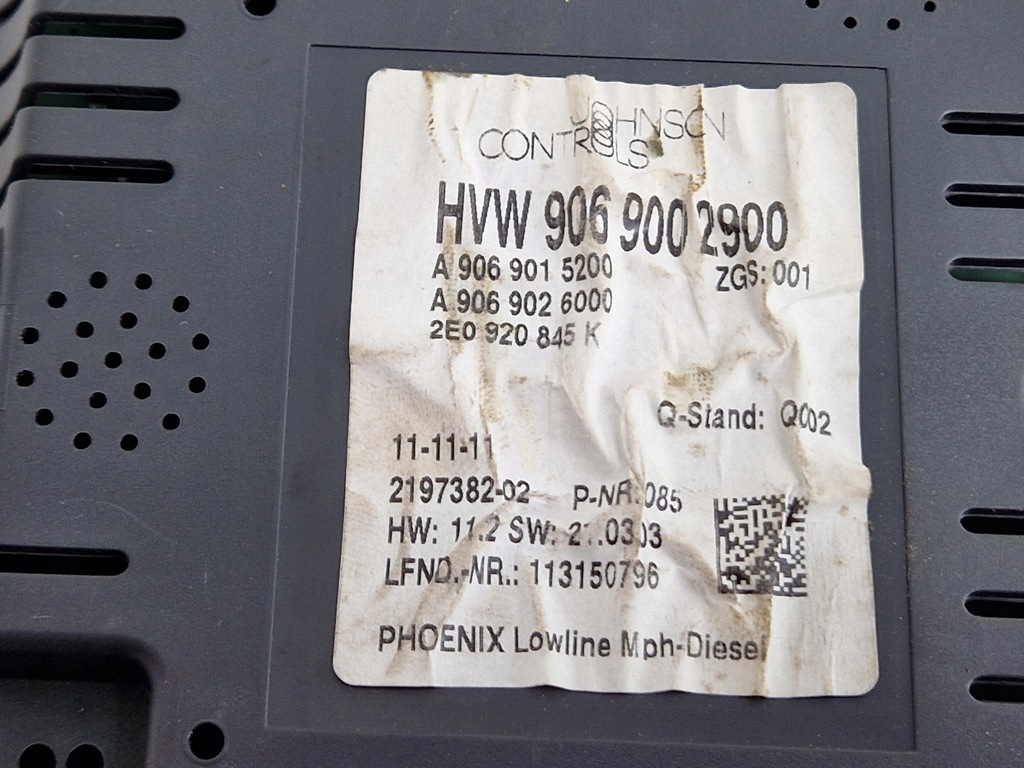 JOHNSON
CONTROLS
HVW 906 900 2900
A 906 901 5200 ZGS: 001
A 906 902 6000
2E0 920 845 K
Q-Stand: Q002
11-11-11
2197382-02 P-NR.:085
HW: 11.2 SW:
LFND.-NR.: 113150796
PHOENIX Lowline Mph-Diesel